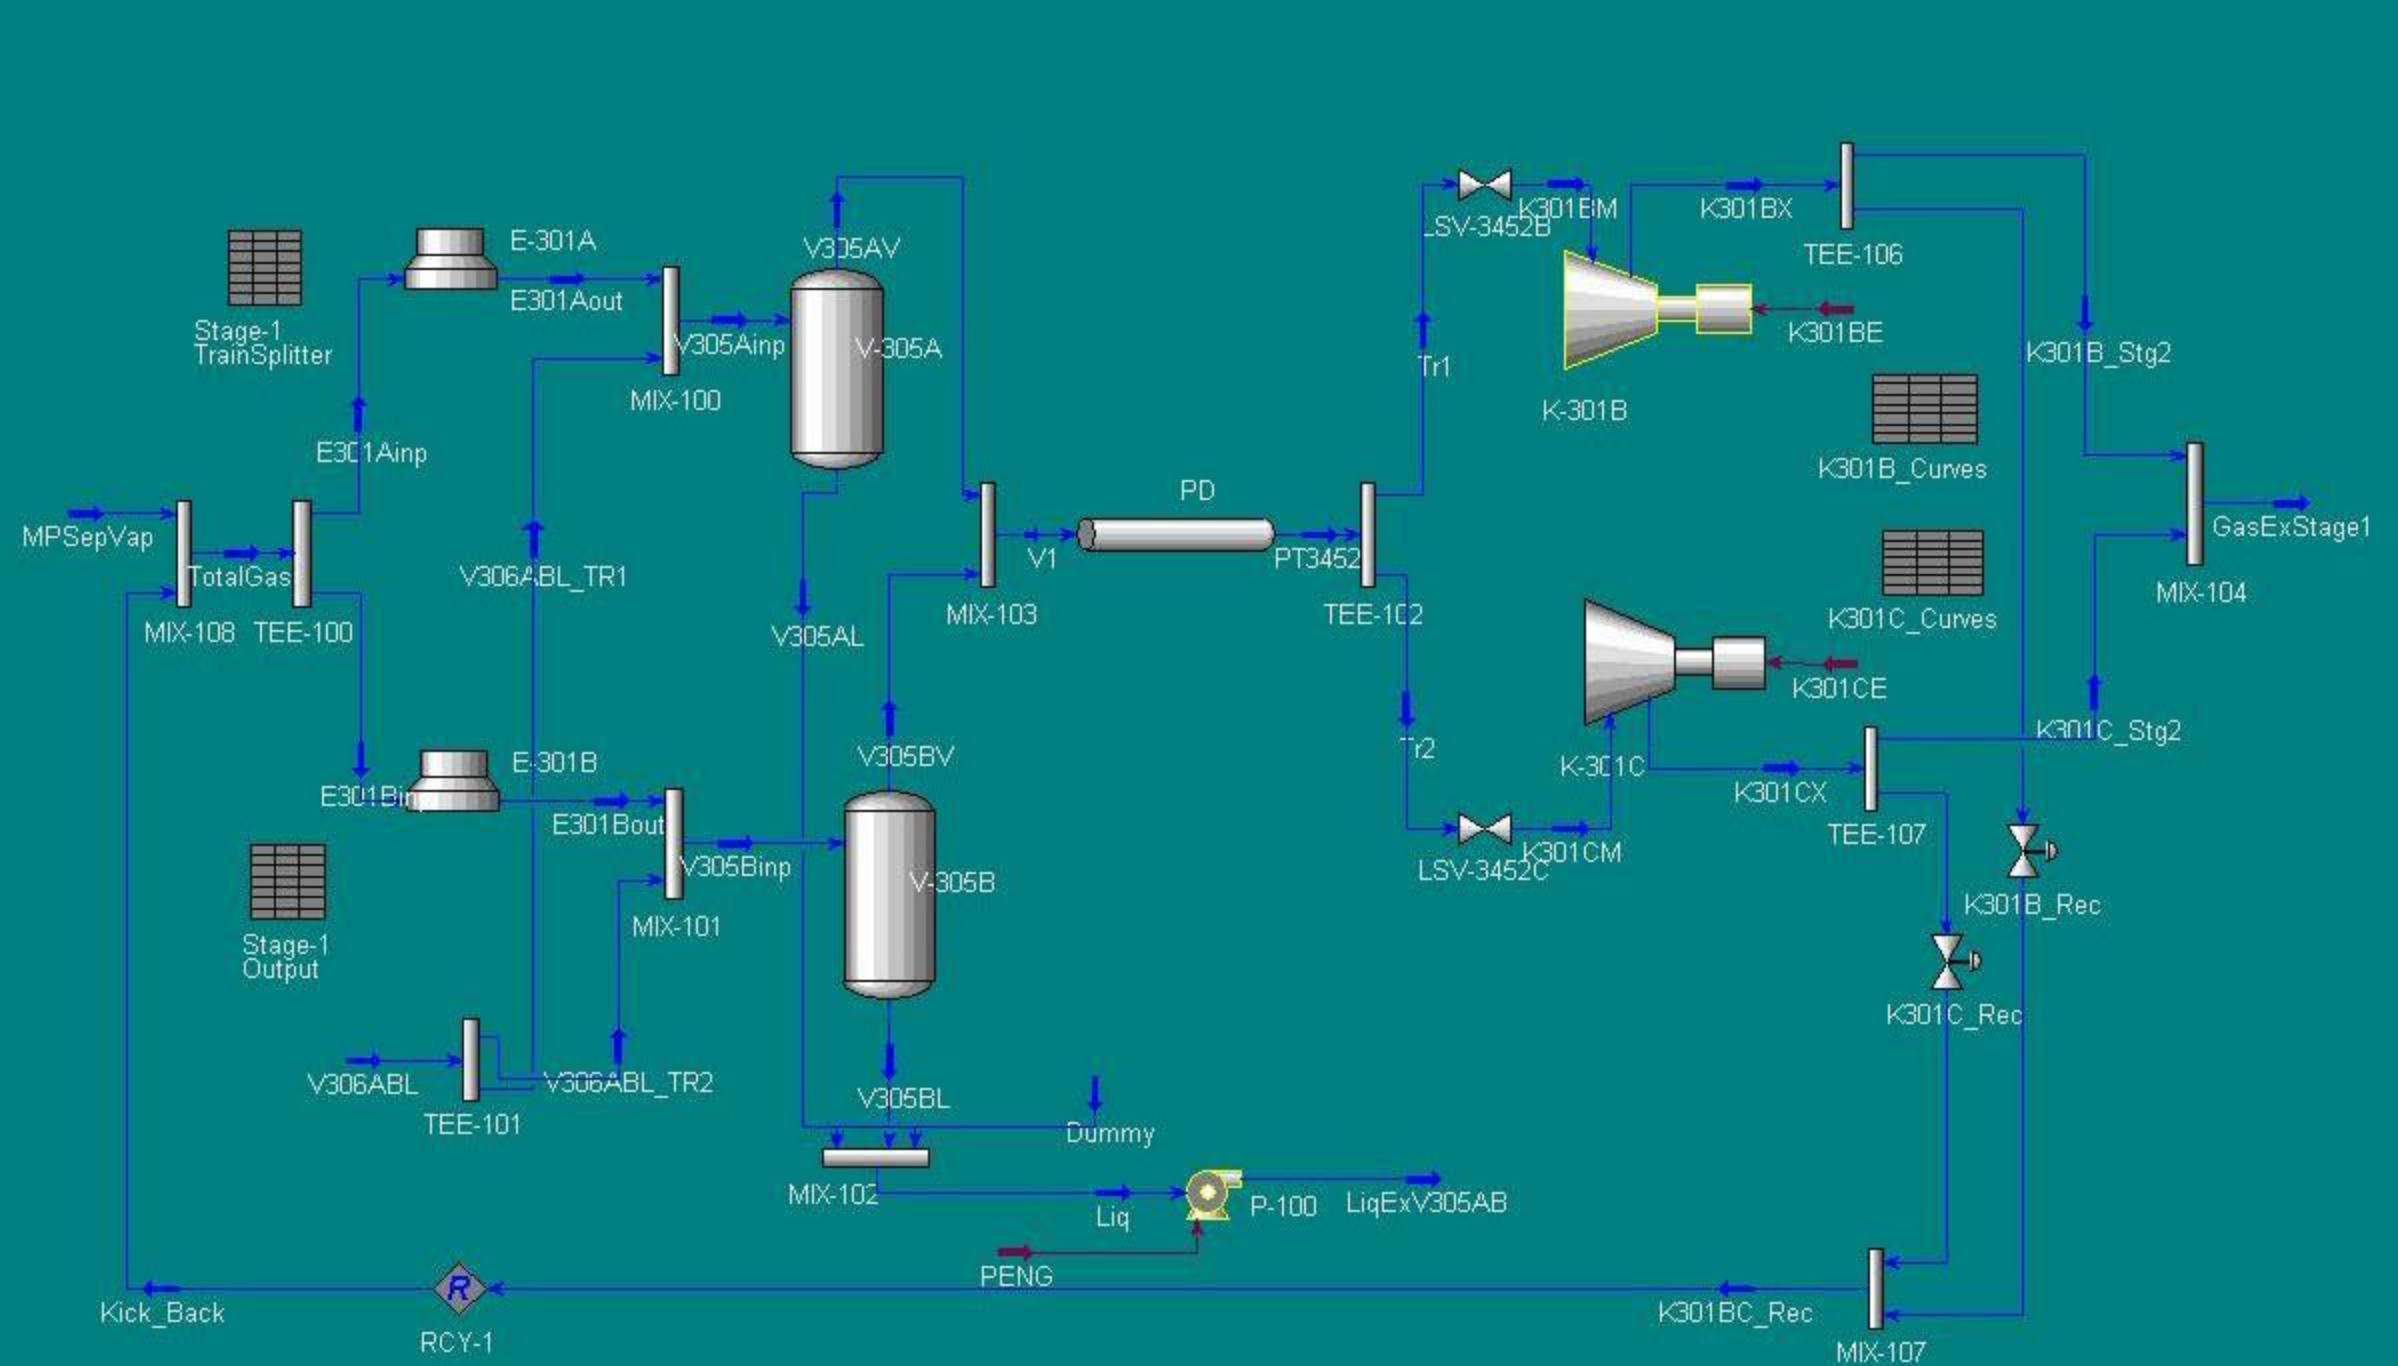 K301BM
K301BX
LSV-3452B
E-301A
V305AV
TEE-106
E301Aout
K301BE
Stage-1
TrainSplitter
V305Ainp
V-305A
K301B_Stg2
Tr1
MIX-100
K-301B
E301Ainp
K301B_Curves
PD
MPSepVap
GasExStage1
TotalGas
V306ABL_TR1
V1
PT3452
MIX-104
MIX-108
TEE-100
V305AL
MIX-103
TEE-102
K301C_Curves
K301CE
K301C_Stg2
Tr2
V305BV
E-301B
K-301C
E301Bin
K301CX
E301Bout
TEE-107
K301CM
V305Binp
LSV-3452C
V-305B
K301B_Rec
MIX-101
Stage-1
Output
K301C_Rec
V306ABL
V306ABL_TR2
V305BL
TEE-101
Dummy
MIX-102
Liq
P-100
LiqExV305AB
PENG
R
Kick_Back
K301BC_Rec
RCY-1
MIX-107